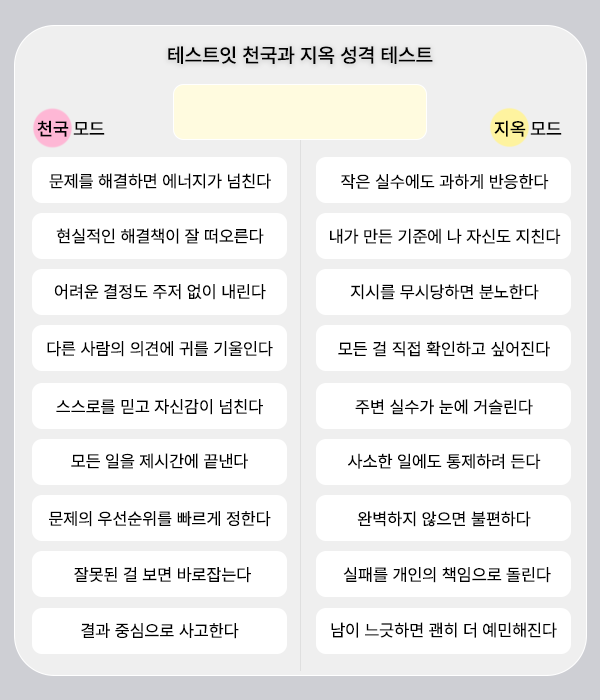 테스트잇 천국과 지옥 성격 테스트
천국 모드
지옥 모드
문제를 해결하면 에너지가 넘친다
작은 실수에도 과하게 반응한다
현실적인 해결책이 잘 떠오른다
내가 만든 기준에 나 자신도 지친다
어려운 결정도 주저 없이 내린다
지시를 무시당하면 분노한다
다른 사람의 의견에 귀를 기울인다
모든 걸 직접 확인하고 싶어진다
스스로를 믿고 자신감이 넘친다
주변 실수가 눈에 거슬린다
모든 일을 제시간에 끝낸다
사소한 일에도 통제하려 든다
문제의 우선순위를 빠르게 정한다
완벽하지 않으면 불편하다
잘못된 걸 보면 바로잡는다
실패를 개인의 책임으로 돌린다
결과 중심으로 사고한다
남이 느긋하면 괜히 더 예민해진다